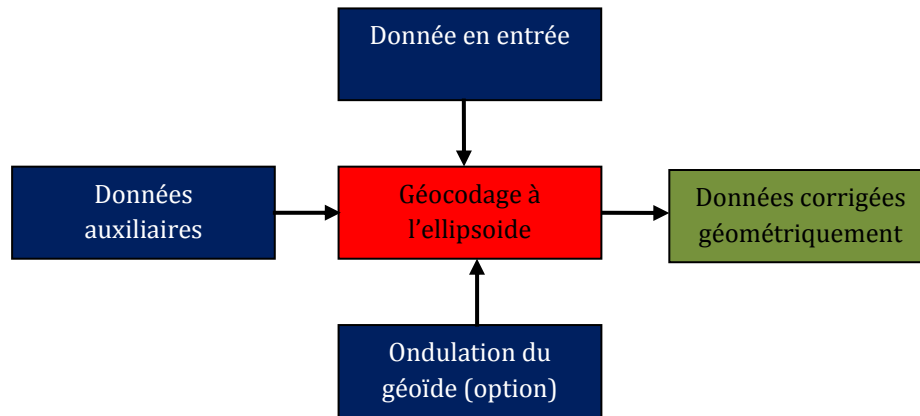 Donnée en entrée
Données
auxiliaires
Géocodage à
l'ellipsoide
Données corrigées
géométriquement
Ondulation du
géoïde (option)